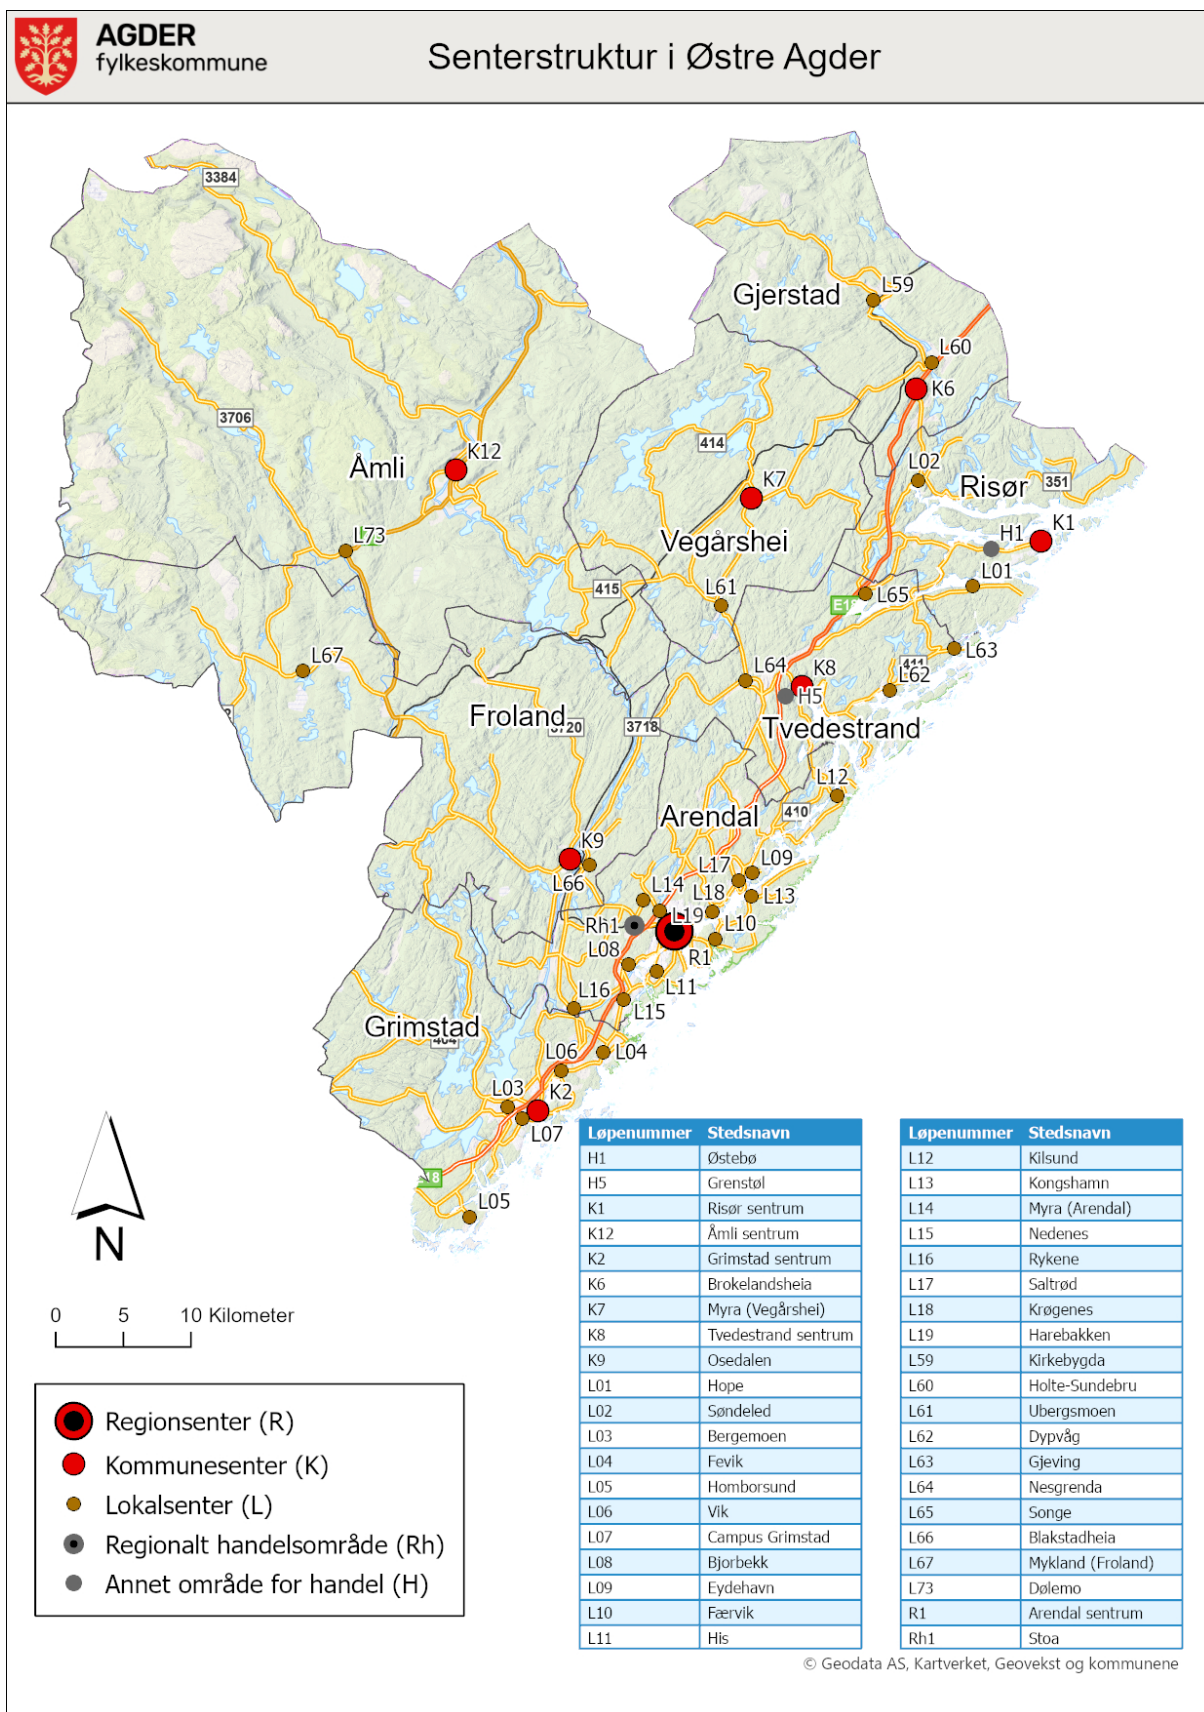 AGDER
fylkeskommune
Senterstruktur i Østre Agder
3384
L59
Gjerstad
L60
K6
3706
414
K12
Åmli
L02
K7
Risør
351
H1
K1
Vegårshei
L73
415
L61
L01
L65
L67
L63
L64
K8
411
L62
H5
Froland
3718
Tvedestrand
L12
410
Arendal
K9
L09
L17
L66
L14
L18
L13
L19
Rh1
L10
L08
R1
L11
L16
L15
Grimstad
L06
L04
L03
K2
L07
L05
N
0 5 10 Kilometer
Regionsenter (R)
Kommunesenter (K)
Lokalsenter (L)
Regionalt handelsområde (Rh)
Annet område for handel (H)
Løpenummer Stedsnavn
H1 Østebø
H5 Grenstøl
K1 Risør sentrum
K12 Åmli sentrum
K2 Grimstad sentrum
K6 Brokelandsheia
K7 Myra (Vegårshei)
K8 Tvedestrand sentrum
K9 Osedalen
L01 Hope
L02 Søndeled
L03 Bergemoen
L04 Fevik
L05 Homborsund
L06 Vik
L07 Campus Grimstad
L08 Bjorbekk
L09 Eydehavn
L10 Færvik
L11 His
Løpenummer Stedsnavn
L12 Kilsund
L13 Kongshamn
L14 Myra (Arendal)
L15 Nedenes
L16 Rykene
L17 Saltrød
L18 Krøgenes
L19 Harebakken
L59 Kirkebygda
L60 Holte-Sundebru
L61 Ubergsmoen
L62 Dypvåg
L63 Gjeving
L64 Nesgrenda
L65 Songe
L66 Blakstadheia
L67 Mykland (Froland)
L73 Dølemo
R1 Arendal sentrum
Rh1 Stoa
© Geodata AS, Kartverket, Geovekst og kommunene